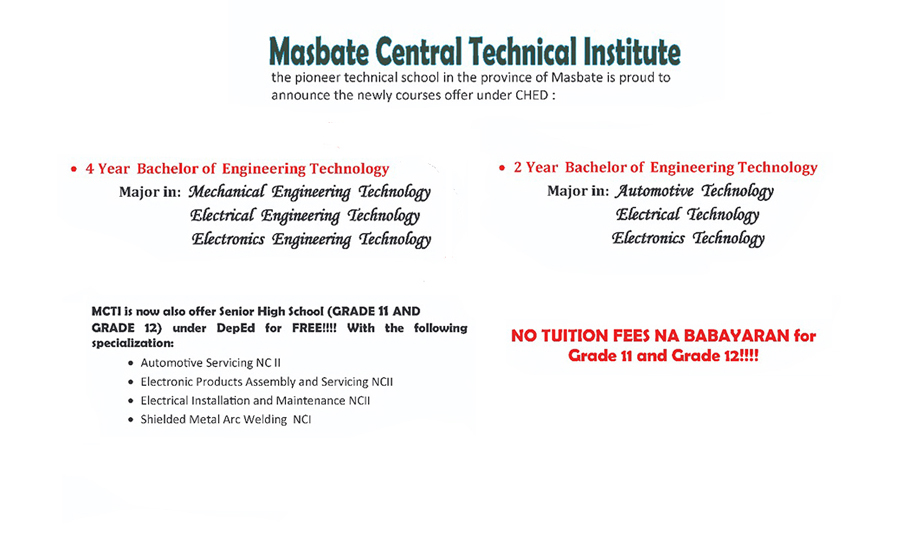 Masbate Central Technical Institute
the pioneer technical school in the province of Masbate is proud to
announce the newly courses offer under CHED :
• 4 Year Bachelor of Engineering Technology
Major in: Mechanical Engineering Technology
Electrical Engineering Technology
Electronics Engineering Technology
• 2 Year Bachelor of Engineering Technology
Major in: Automotive Technology
Electrical Technology
Electronics Technology
MCTI is now also offer Senior High School (GRADE 11 AND
GRADE 12) under DepEd for FREE!!!! With the following
specialization:
• Automotive Servicing NC II
• Electronic Products Assembly and Servicing NCII
• Electrical Installation and Maintenance NCII
• Shielded Metal Arc Welding NCI
NO TUITION FEES NA BABAYARAN for
Grade 11 and Grade 12!!!!